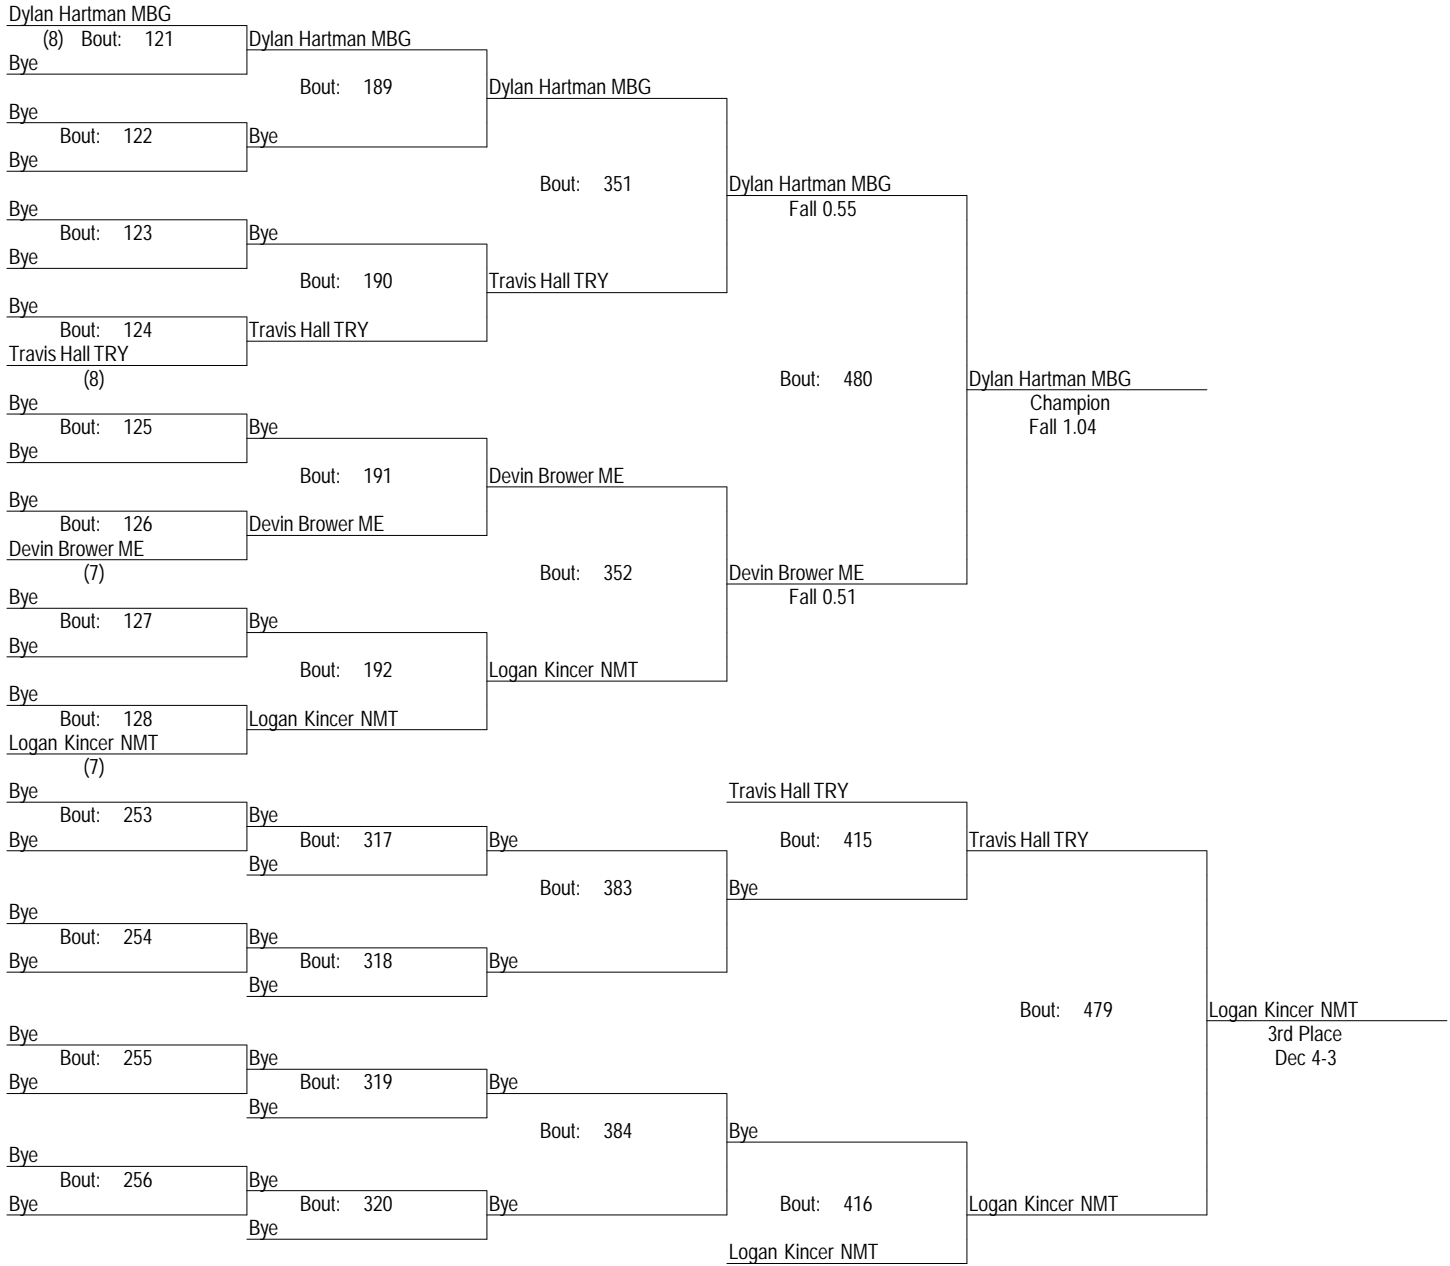 Dylan Hartman MBG
(8) Bout: 121
Dylan Hartman MBG
Bye
Bout: 189
Dylan Hartman MBG
Bye
Bout: 122
Bye
Bye
Bout: 351
Dylan Hartman MBG
Fall 0.55
Bye
Bout: 123
Bye
Bye
Bout: 190
Travis Hall TRY
Bye
Bout: 124
Travis Hall TRY
Travis Hall TRY
(8)
Bout: 480
Dylan Hartman MBG
Champion
Fall 1.04
Bye
Bout: 125
Bye
Bye
Bout: 191
Devin Brower ME
Bye
Bout: 126
Devin Brower ME
Devin Brower ME
(7)
Bout: 352
Devin Brower ME
Fall 0.51
Bye
Bout: 127
Bye
Bye
Bout: 192
Logan Kincer NMT
Bye
Bout: 128
Logan Kincer NMT
Logan Kincer NMT
(7)
Bye
Travis Hall TRY
Bout: 253
Bye
Bye
Bout: 317
Bye
Bout: 415
Travis Hall TRY
Bye
Bout: 383
Bye
Bye
Bout: 254
Bye
Bye
Bout: 318
Bye
Bye
Bout: 479
Logan Kincer NMT
3rd Place
Dec 4-3
Bye
Bout: 255
Bye
Bye
Bout: 319
Bye
Bye
Bout: 384
Bye
Bye
Bout: 256
Bye
Bye
Bout: 320
Bye
Bout: 416
Logan Kincer NMT
Bye
Logan Kincer NMT